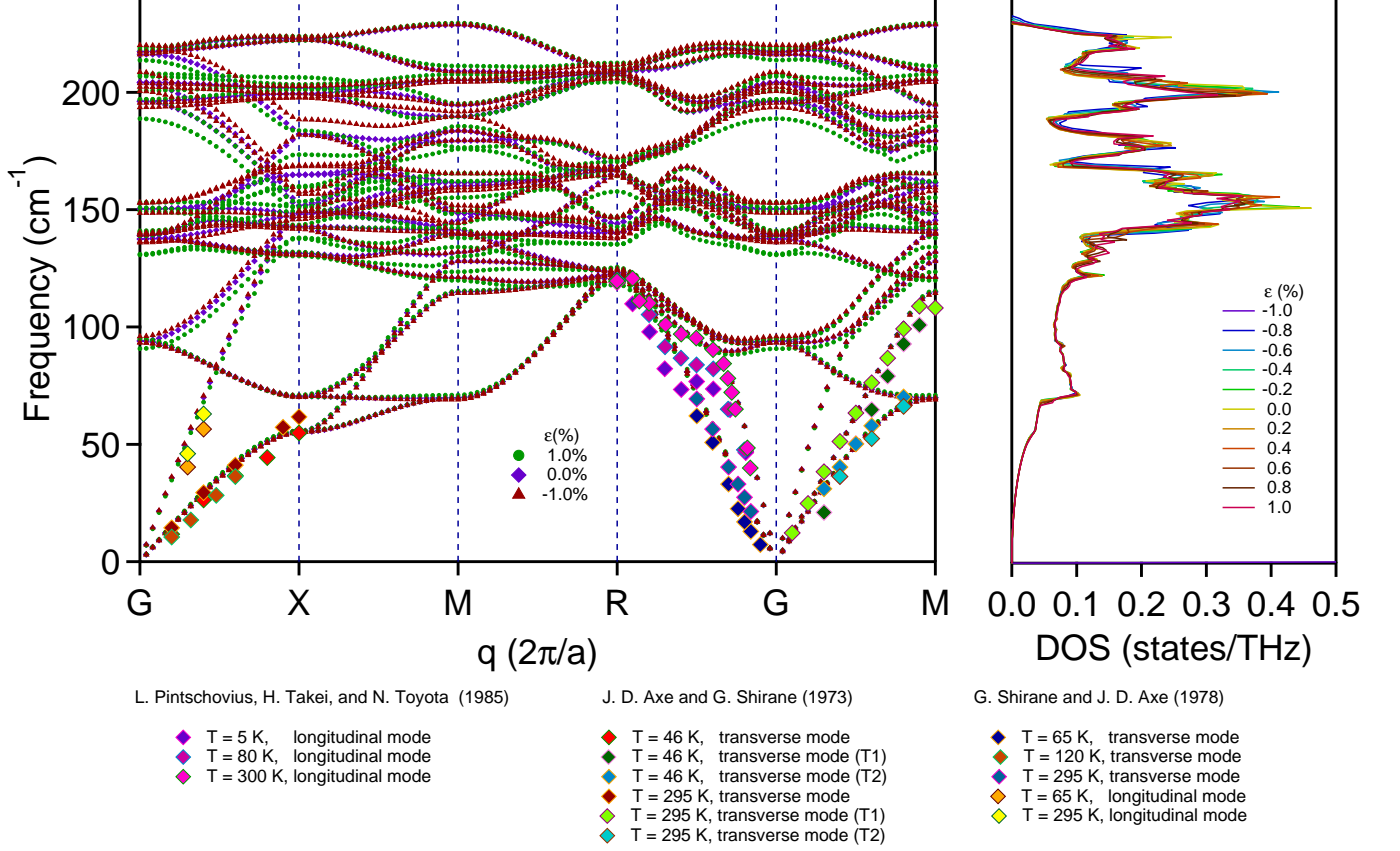 200
150
100
50
0
Frequency (cm-1)
G X M R G M
q (2π/a)
ε(%)
1.0%
0.0%
-1.0%
ε (%)
-1.0
-0.8
-0.6
-0.4
-0.2
0.0
0.2
0.4
0.6
0.8
1.0
0.0 0.1 0.2 0.3 0.4 0.5
DOS (states/THz)
L. Pintschovius, H. Takei, and N. Toyota (1985)
T = 5 K, longitudinal mode
T = 80 K, longitudinal mode
T = 300 K, longitudinal mode
J. D. Axe and G. Shirane (1973)
T = 46 K, transverse mode
T = 46 K, transverse mode (T1)
T = 46 K, transverse mode (T2)
T = 295 K, transverse mode
T = 295 K, transverse mode (T1)
T = 295 K, transverse mode (T2)
G. Shirane and J. D. Axe (1978)
T = 65 K, transverse mode
T = 120 K, transverse mode
T = 295 K, transverse mode
T = 65 K, longitudinal mode
T = 295 K, longitudinal mode